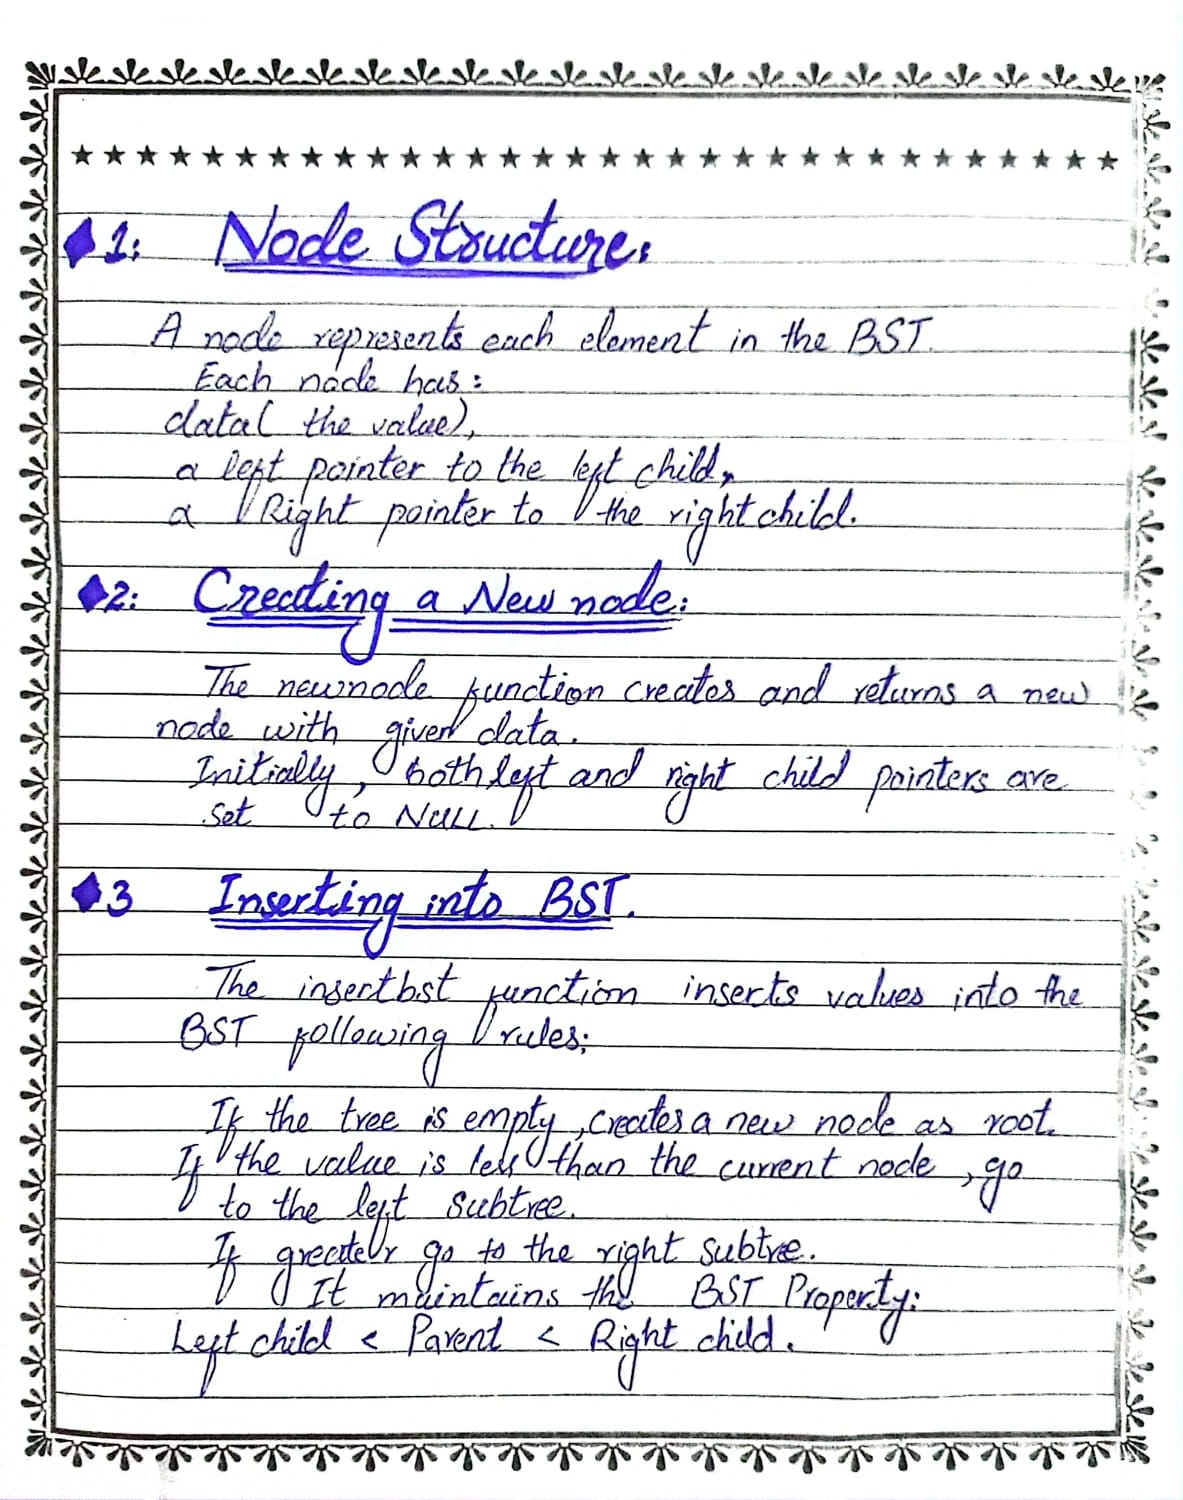 1: Node Structure:
A node represents each element in the BST.
Each node has:
data( the value),
a left pointer to the left child,
a Right pointer to the right child.
2: Creating a New node:
The newnode function creates and returns a new
node with given data.
Initially, both left and right child pointers are
set to NULL.
3 Inserting into BST.
The insertbst function inserts values into the
BST following rules:
If the tree is empty, creates a new node as root.
If the value is less than the current node, go
to the left subtree.
If greater go to the right subtree.
It maintains the BST Property:
Left child < Parent < Right child.